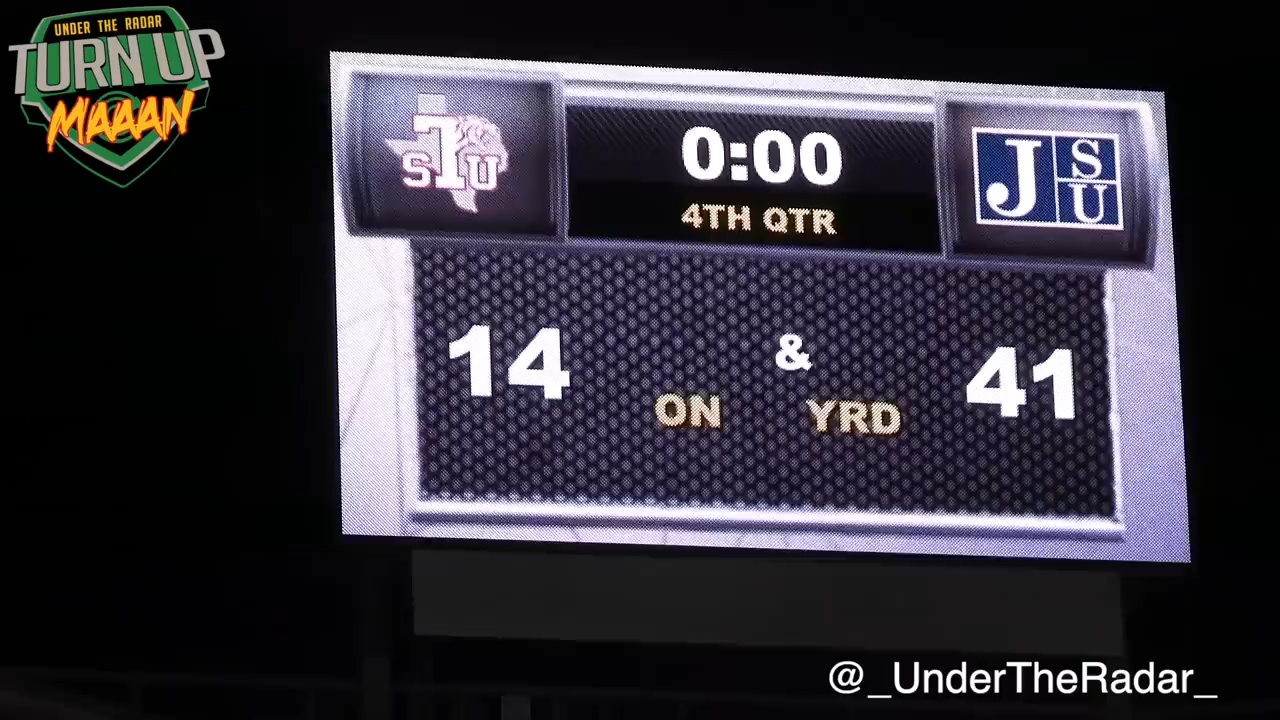 UNDER THE RADAR
TURN UP
MAAAN
TSU
0:00
4TH QTR
JSU
14
&
41
ON
YRD
@_UnderTheRadar_